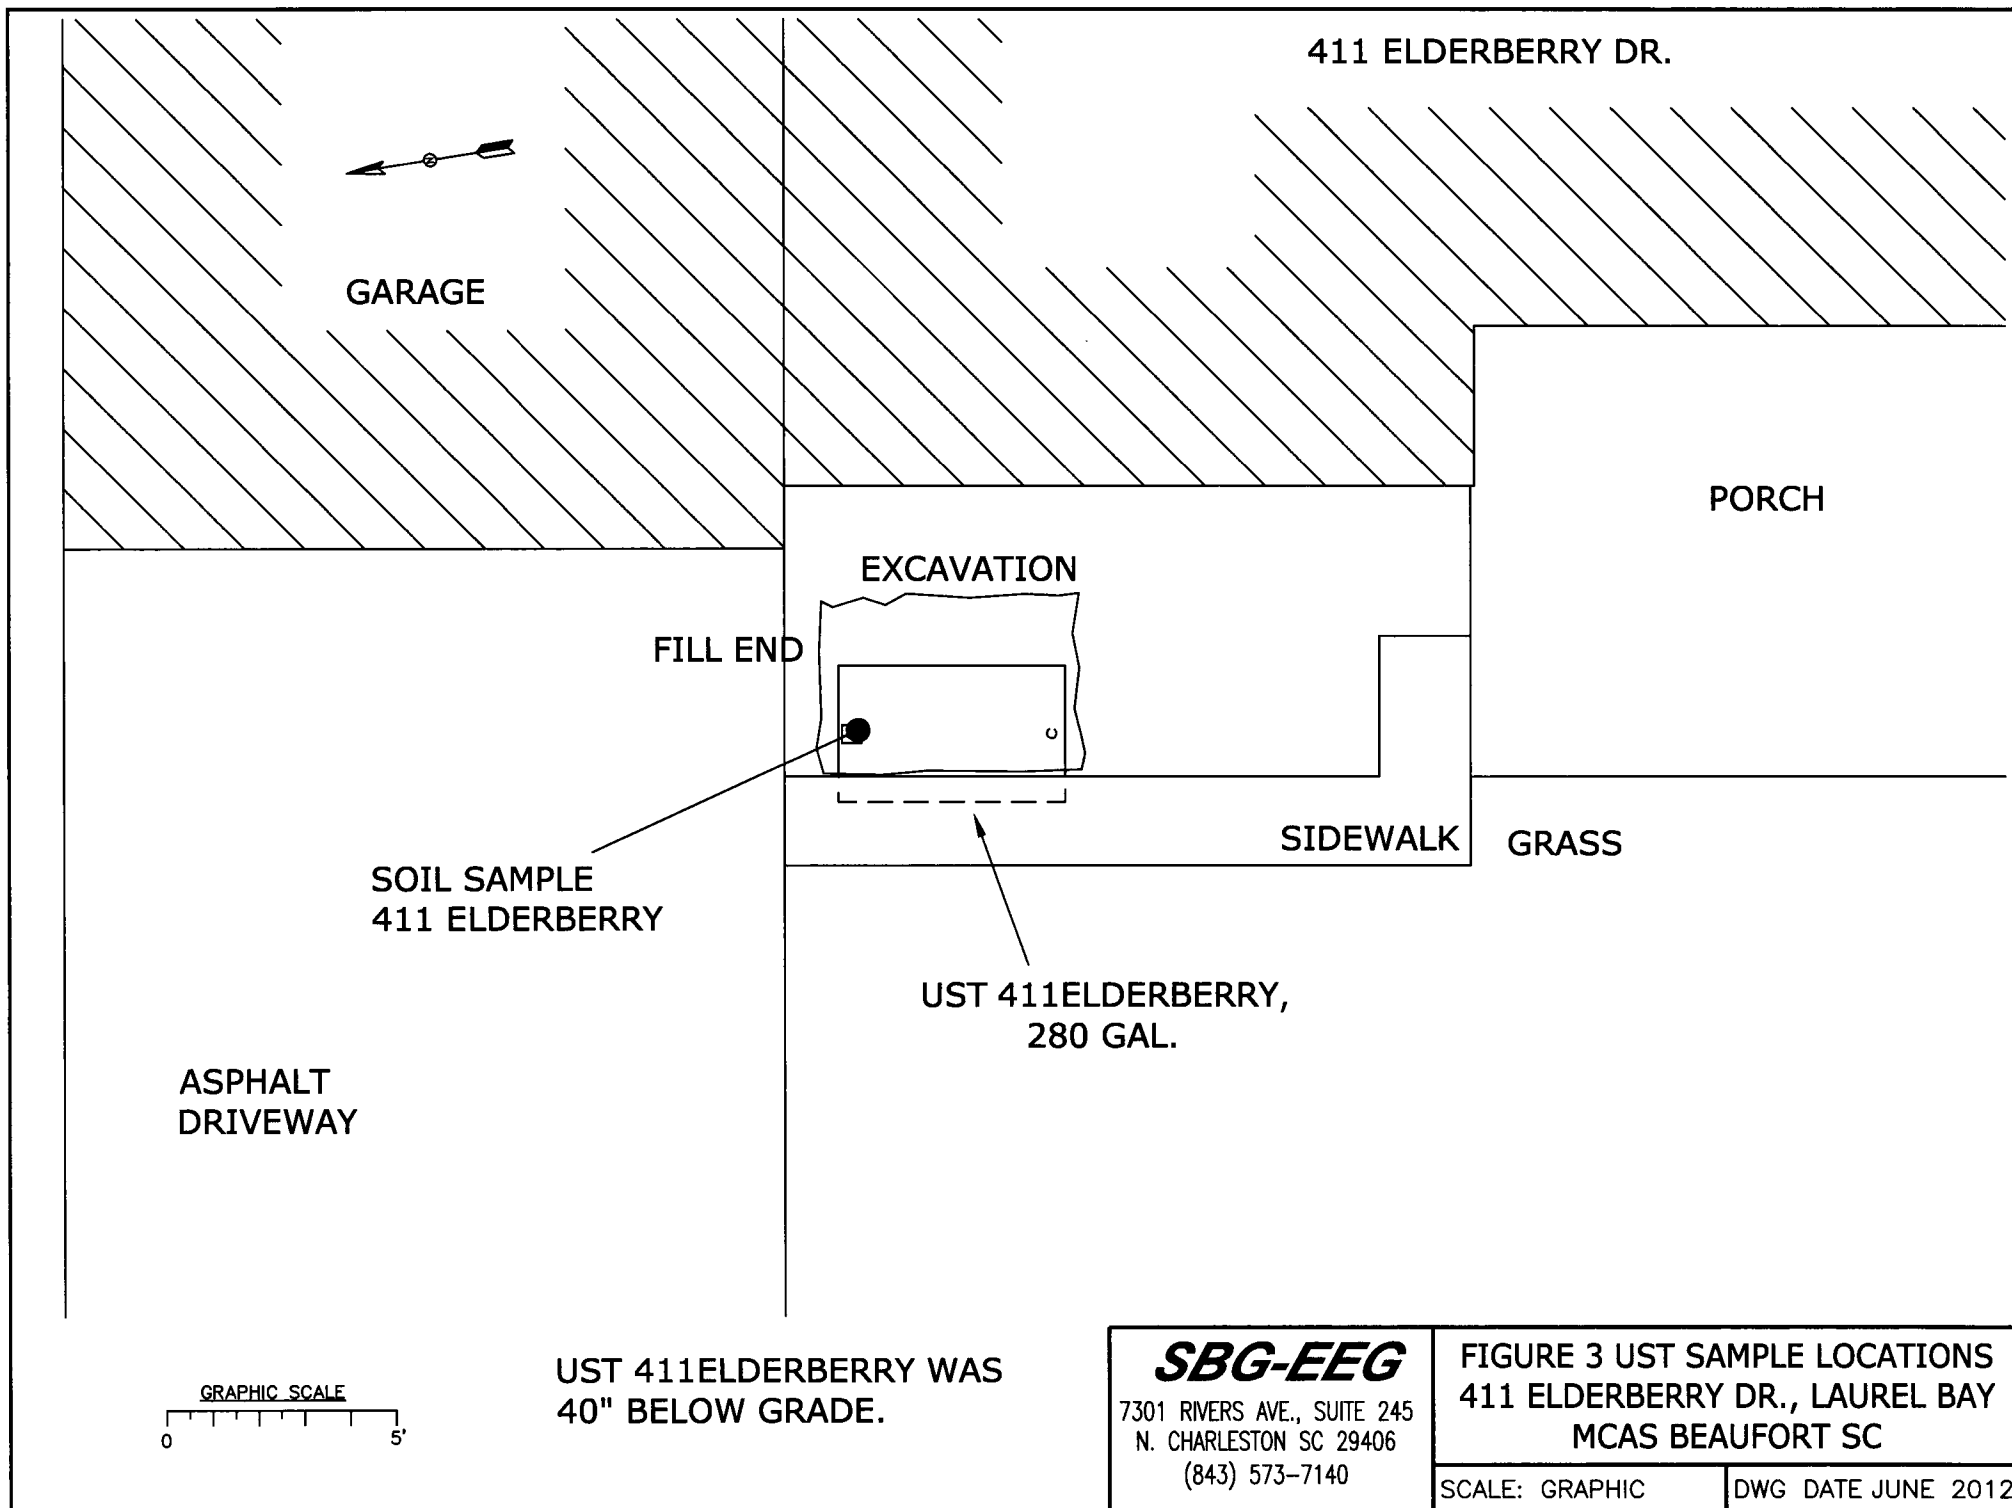 411 ELDERBERRY DR.
N
GARAGE
PORCH
EXCAVATION
FILL END
C
SIDEWALK
GRASS
SOIL SAMPLE
411 ELDERBERRY
UST 411ELDERBERRY,
280 GAL.
ASPHALT
DRIVEWAY
GRAPHIC SCALE
0 5'
UST 411ELDERBERRY WAS
40" BELOW GRADE.
SBG-EEG
7301 RIVERS AVE., SUITE 245
N. CHARLESTON SC 29406
(843) 573-7140
FIGURE 3 UST SAMPLE LOCATIONS
411 ELDERBERRY DR., LAUREL BAY
MCAS BEAUFORT SC
SCALE: GRAPHIC
DWG DATE JUNE 2012